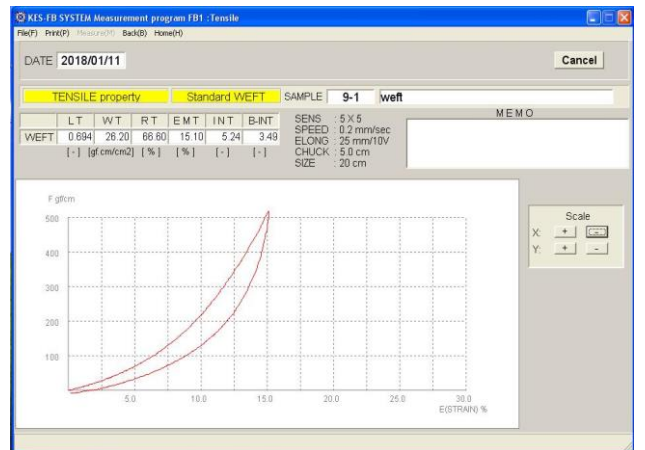 KES-FB SYSTEM Measurement program FB1 : Tensile
File(F) Print(P) Measure(M) Back(B) Home(H)
DATE 2018/01/11 Cancel
TENSILE property Standard WEFT SAMPLE 9-1 weft
LT WT RT EMT INT B-INT
WEFT 0.694 26.20 66.60 15.10 5.24 3.49
[-] [gf.cm/cm2] [%] [%] [-] [-]
SENS : 5 X 5
SPEED : 0.2 mm/sec
ELONG : 25 mm/10V
CHUCK : 5.0 cm
SIZE : 20 cm
MEMO
F gf/cm
500
400
300
200
100
5.0 10.0 15.0 20.0 25.0 30.0
E(STRAIN) %
Scale
X: + -
Y: + -